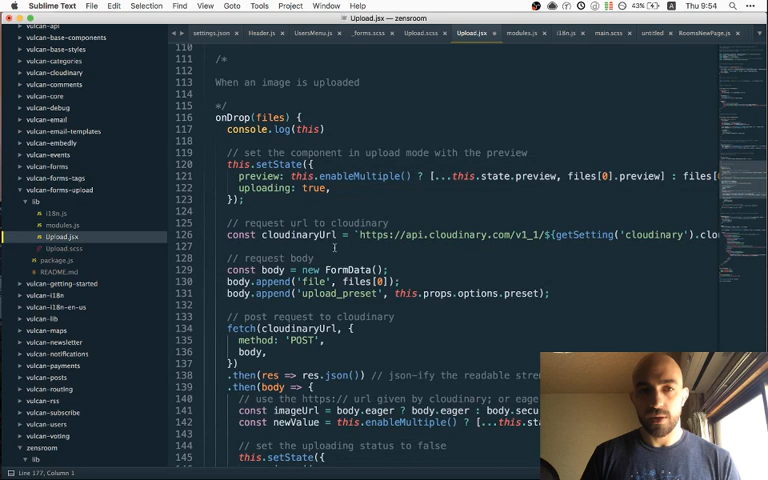 Sublime Text File Edit Selection Find View Goto Tools Project Window Help 43% Thu 9:54
Upload.jsx — zensroom
settings.json Header.js UsersMenu.js _forms.scss Upload.scss Upload.jsx modules.js i18n.js main.scss untitled RoomsNewPage.js
vulcan-api
vulcan-base-components
vulcan-base-styles
vulcan-categories
vulcan-cloudinary
vulcan-comments
vulcan-core
vulcan-debug
vulcan-email
vulcan-email-templates
vulcan-embedly
vulcan-events
vulcan-forms
vulcan-forms-tags
vulcan-forms-upload
lib
i18n.js
modules.js
Upload.jsx
Upload.scss
package.js
README.md
vulcan-getting-started
vulcan-i18n
vulcan-i18n-en-us
vulcan-lib
vulcan-maps
vulcan-newsletter
vulcan-notifications
vulcan-payments
vulcan-posts
vulcan-routing
vulcan-rss
vulcan-subscribe
vulcan-users
vulcan-voting
zensroom
lib
110
111 /*
112
113 When an image is uploaded
114
115 */
116 onDrop(files) {
117 console.log(this)
118
119 // set the component in upload mode with the preview
120 this.setState({
121 preview: this.enableMultiple() ? [...this.state.preview, files[0].preview] : files[
122 uploading: true,
123 });
124
125 // request url to cloudinary
126 const cloudinaryUrl = `https://api.cloudinary.com/v1_1/${getSetting('cloudinary').clo
127
128 // request body
129 const body = new FormData();
130 body.append('file', files[0]);
131 body.append('upload_preset', this.props.options.preset);
132
133 // post request to cloudinary
134 fetch(cloudinaryUrl, {
135 method: 'POST',
136 body,
137 })
138 .then(res => res.json()) // json-ify the readable stre
139 .then(body => {
140 // use the https:// url given by cloudinary; or eage
141 const imageUrl = body.eager ? body.eager : body.secu
142 const newValue = this.enableMultiple() ? [...this.st
143
144 // set the uploading status to false
145 this.setState({
Line 177, Column 1